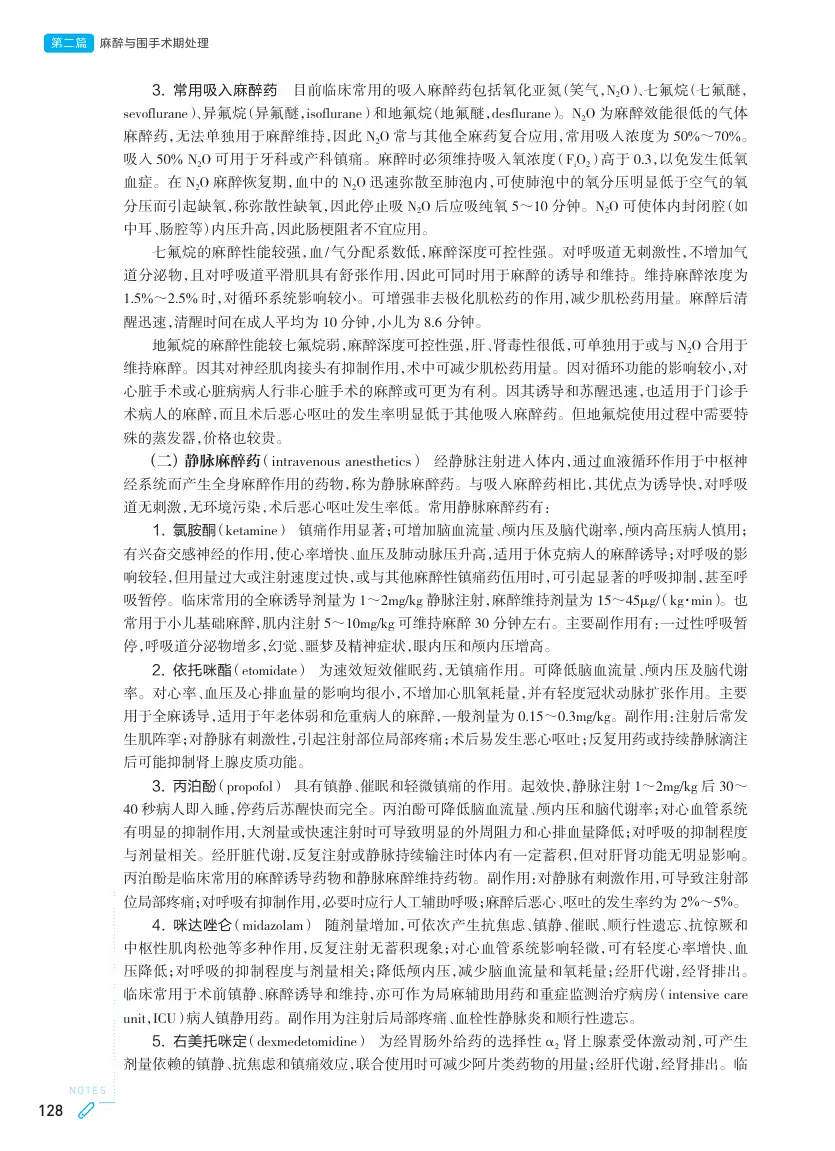 第二篇 麻醉与围手术期处理
3. 常用吸入麻醉药 目前临床常用的吸入麻醉药包括氧化亚氮(笑气,N₂O)、七氟烷(七氟醚,
sevoflurane)、异氟烷(异氟醚,isoflurane)和地氟烷(地氟醚,desflurane)。N₂O 为麻醉效能很低的气体
麻醉药,无法单独用于麻醉维持,因此 N₂O 常与其他全麻药复合应用,常用吸入浓度为 50%~70%。
吸入 50% N₂O 可用于牙科或产科镇痛。麻醉时必须维持吸入氧浓度(FᵢO₂)高于 0.3,以免发生低氧
血症。在 N₂O 麻醉恢复期,血中的 N₂O 迅速弥散至肺泡内,可使肺泡中的氧分压明显低于空气的氧
分压而引起缺氧,称弥散性缺氧,因此停止吸 N₂O 后应吸纯氧 5~10 分钟。N₂O 可使体内封闭腔(如
中耳、肠腔等)内压升高,因此肠梗阻者不宜应用。
七氟烷的麻醉性能较强,血/气分配系数低,麻醉深度可控性强。对呼吸道无刺激性,不增加气
道分泌物,且对呼吸道平滑肌具有舒张作用,因此可同时用于麻醉的诱导和维持。维持麻醉浓度为
1.5%~2.5% 时,对循环系统影响较小。可增强非去极化肌松药的作用,减少肌松药用量。麻醉后清
醒迅速,清醒时间在成人平均为 10 分钟,小儿为 8.6 分钟。
地氟烷的麻醉性能较七氟烷弱,麻醉深度可控性强,肝、肾毒性很低,可单独用于或与 N₂O 合用于
维持麻醉。因其对神经肌肉接头有抑制作用,术中可减少肌松药用量。因对循环功能的影响较小,对
心脏手术或心脏病病人行非心脏手术的麻醉或可更为有利。因其诱导和苏醒迅速,也适用于门诊手
术病人的麻醉,而且术后恶心呕吐的发生率明显低于其他吸入麻醉药。但地氟烷使用过程中需要特
殊的蒸发器,价格也较贵。
(二)静脉麻醉药(intravenous anesthetics) 经静脉注射进入体内,通过血液循环作用于中枢神
经系统而产生全身麻醉作用的药物,称为静脉麻醉药。与吸入麻醉药相比,其优点为诱导快,对呼吸
道无刺激,无环境污染,术后恶心呕吐发生率低。常用静脉麻醉药有:
1. 氯胺酮(ketamine) 镇痛作用显著;可增加脑血流量、颅内压及脑代谢率,颅内高压病人慎用;
有兴奋交感神经的作用,使心率增快、血压及肺动脉压升高,适用于休克病人的麻醉诱导;对呼吸的影
响较轻,但用量过大或注射速度过快,或与其他麻醉性镇痛药伍用时,可引起显著的呼吸抑制,甚至呼
吸暂停。临床常用的全麻诱导剂量为 1~2mg/kg 静脉注射,麻醉维持剂量为 15~45μg/(kg·min)。也
常用于小儿基础麻醉,肌内注射 5~10mg/kg 可维持麻醉 30 分钟左右。主要副作用有:一过性呼吸暂
停,呼吸道分泌物增多,幻觉、噩梦及精神症状,眼内压和颅内压增高。
2. 依托咪酯(etomidate) 为速效短效催眠药,无镇痛作用。可降低脑血流量、颅内压及脑代谢
率。对心率、血压及心排血量的影响均很小,不增加心肌氧耗量,并有轻度冠状动脉扩张作用。主要
用于全麻诱导,适用于年老体弱和危重病人的麻醉,一般剂量为 0.15~0.3mg/kg。副作用:注射后常发
生肌阵挛;对静脉有刺激性,引起注射部位局部疼痛;术后易发生恶心呕吐;反复用药或持续静脉滴注
后可能抑制肾上腺皮质功能。
3. 丙泊酚(propofol) 具有镇静、催眠和轻微镇痛的作用。起效快,静脉注射 1~2mg/kg 后 30~
40 秒病人即入睡,停药后苏醒快而完全。丙泊酚可降低脑血流量、颅内压和脑代谢率;对心血管系统
有明显的抑制作用,大剂量或快速注射时可导致明显的外周阻力和心排血量降低;对呼吸的抑制程度
与剂量相关。经肝脏代谢,反复注射或静脉持续输注时体内有一定蓄积,但对肝肾功能无明显影响。
丙泊酚是临床常用的麻醉诱导药物和静脉麻醉维持药物。副作用:对静脉有刺激作用,可导致注射部
位局部疼痛;对呼吸有抑制作用,必要时应行人工辅助呼吸;麻醉后恶心、呕吐的发生率约为 2%~5%。
4. 咪达唑仑(midazolam) 随剂量增加,可依次产生抗焦虑、镇静、催眠、顺行性遗忘、抗惊厥和
中枢性肌肉松弛等多种作用,反复注射无蓄积现象;对心血管系统影响轻微,可有轻度心率增快、血
压降低;对呼吸的抑制程度与剂量相关;降低颅内压,减少脑血流量和氧耗量;经肝代谢,经肾排出。
临床常用于术前镇静、麻醉诱导和维持,亦可作为局麻辅助用药和重症监测治疗病房(intensive care
unit,ICU)病人镇静用药。副作用为注射后局部疼痛、血栓性静脉炎和顺行性遗忘。
5. 右美托咪定(dexmedetomidine) 为经胃肠外给药的选择性 α₂ 肾上腺素受体激动剂,可产生
剂量依赖的镇静、抗焦虑和镇痛效应,联合使用时可减少阿片类药物的用量;经肝代谢,经肾排出。临
NOTES
128